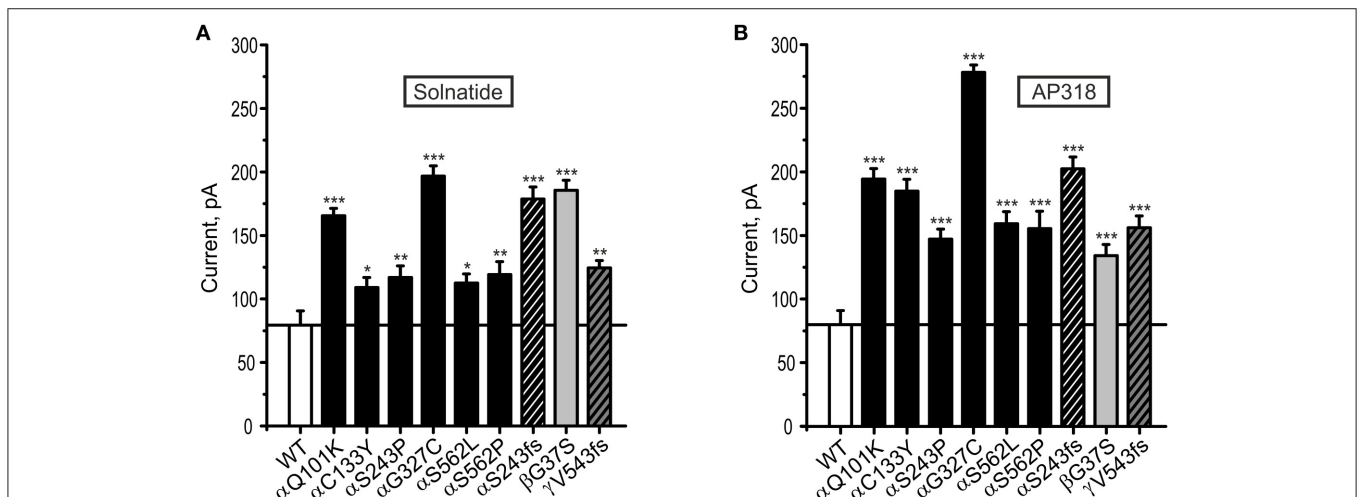 A
Solnatide
Current, pA
300
250
200
150
100
50
0
***
*
**
***
*
**
***
***
**
WT
αQ101K
αC133Y
αS243P
αG327C
αS562L
αS562P
αS243fs
βG37S
γV543fs
B
AP318
Current, pA
300
250
200
150
100
50
0
***
***
***
***
***
***
***
***
***
WT
αQ101K
αC133Y
αS243P
αG327C
αS562L
αS562P
αS243fs
βG37S
γV543fs